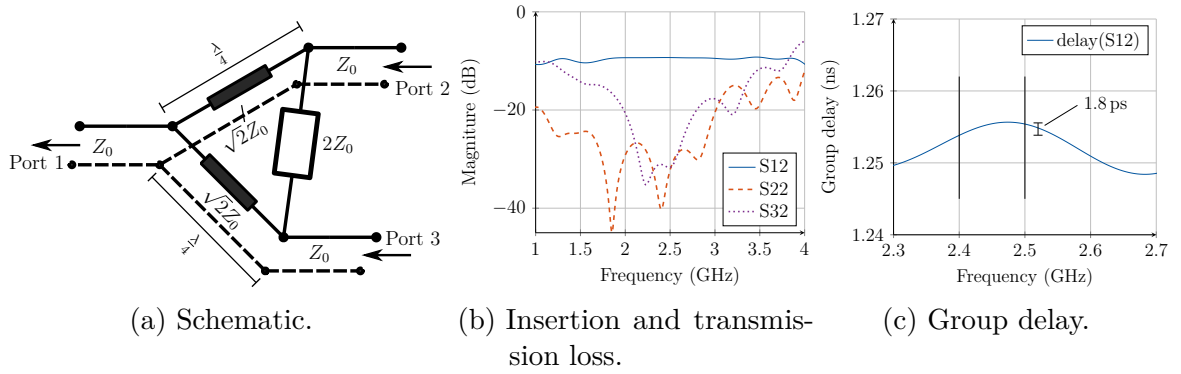 λ/4
Z₀
Port 2
√2Z₀
2Z₀
Z₀
Port 1
√2Z₀
λ/4
Z₀
Port 3
(a) Schematic.
0
−20
−40
Magniture (dB)
S12
S22
S32
1 1.5 2 2.5 3 3.5 4
Frequency (GHz)
(b) Insertion and transmis-
sion loss.
1.27
1.26
1.25
1.24
Group delay (ns)
delay(S12)
1.8 ps
2.3 2.4 2.5 2.6 2.7
Frequency (GHz)
(c) Group delay.